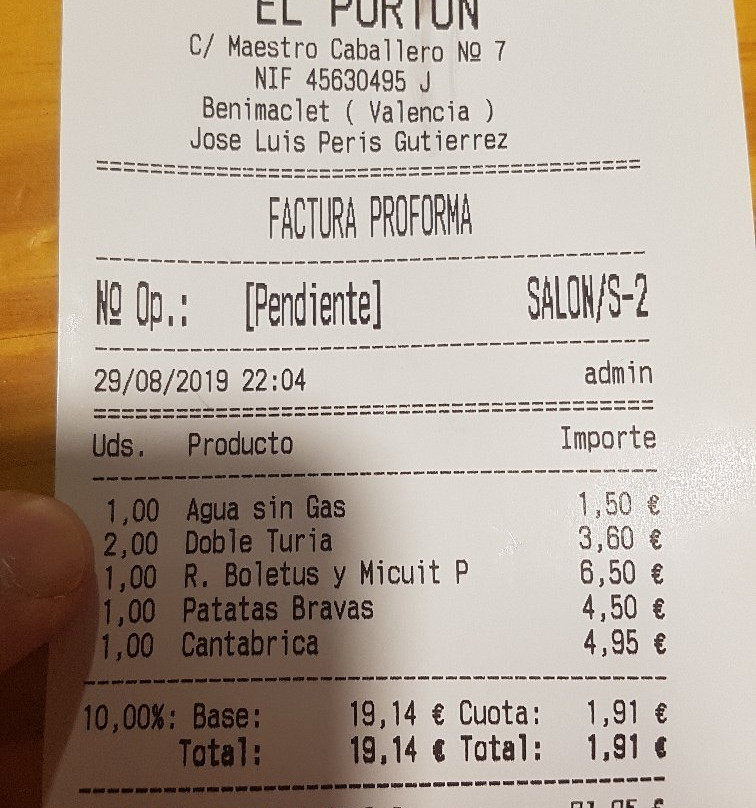 EL PORTON
C/ Maestro Caballero Nº 7
NIF 45630495 J
Benimaclet ( Valencia )
Jose Luis Peris Gutierrez
=========================================
FACTURA PROFORMA
-----------------------------------------
Nº Op.: [Pendiente] SALON/S-2
-----------------------------------------
29/08/2019 22:04 admin
=========================================
Uds. Producto Importe
-----------------------------------------
1,00 Agua sin Gas 1,50 €
2,00 Doble Turia 3,60 €
1,00 R. Boletus y Micuit P 6,50 €
1,00 Patatas Bravas 4,50 €
1,00 Cantabrica 4,95 €
-----------------------------------------
10,00%: Base: 19,14 € Cuota: 1,91 €
Total: 19,14 € Total: 1,91 €
-----------------------------------------